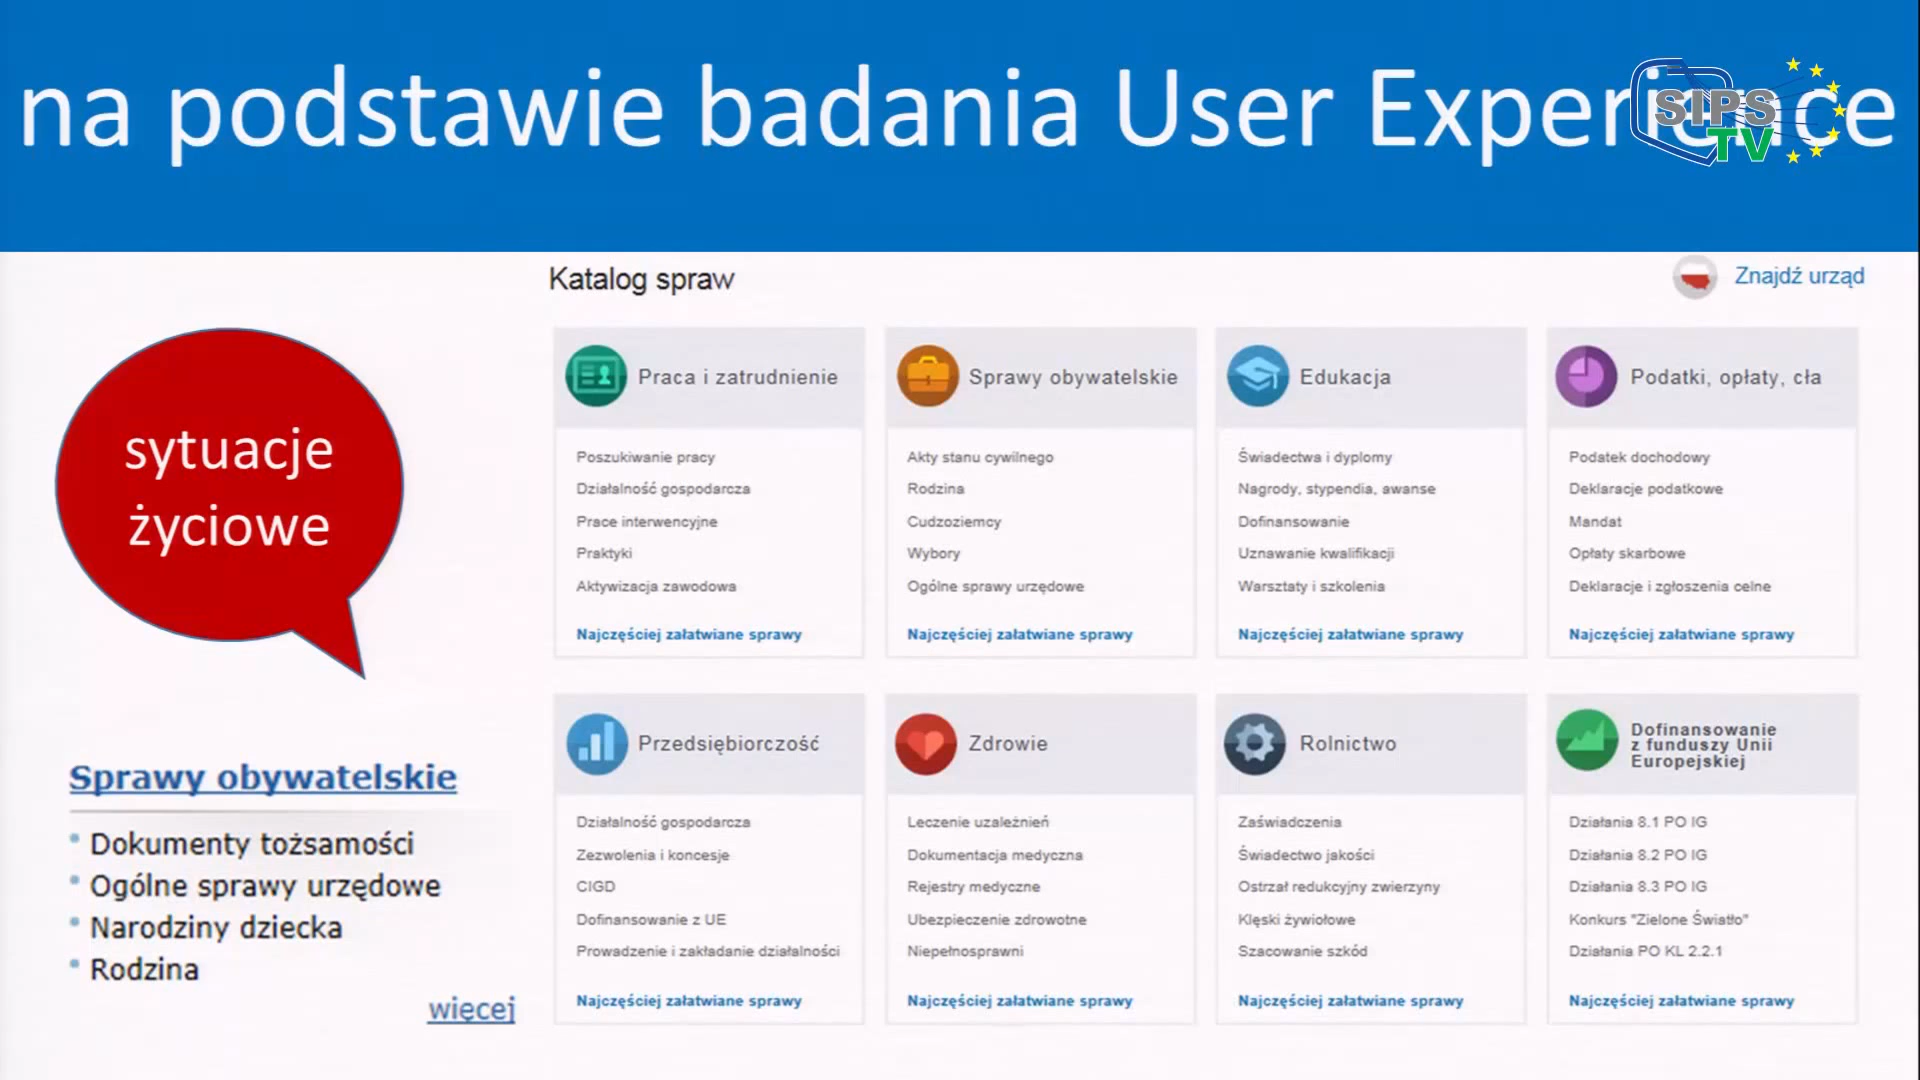 na podstawie badania User Experience
SIPS
TV
Katalog spraw
Znajdź urząd
sytuacje
życiowe
Sprawy obywatelskie
Dokumenty tożsamości
Ogólne sprawy urzędowe
Narodziny dziecka
Rodzina
więcej
Praca i zatrudnienie
Poszukiwanie pracy
Działalność gospodarcza
Prace interwencyjne
Praktyki
Aktywizacja zawodowa
Najczęściej załatwiane sprawy
Sprawy obywatelskie
Akty stanu cywilnego
Rodzina
Cudzoziemcy
Wybory
Ogólne sprawy urzędowe
Najczęściej załatwiane sprawy
Edukacja
Świadectwa i dyplomy
Nagrody, stypendia, awanse
Dofinansowanie
Uznawanie kwalifikacji
Warsztaty i szkolenia
Najczęściej załatwiane sprawy
Podatki, opłaty, cła
Podatek dochodowy
Deklaracje podatkowe
Mandat
Opłaty skarbowe
Deklaracje i zgłoszenia celne
Najczęściej załatwiane sprawy
Przedsiębiorczość
Działalność gospodarcza
Zezwolenia i koncesje
CIGD
Dofinansowanie z UE
Prowadzenie i zakładanie działalności
Najczęściej załatwiane sprawy
Zdrowie
Leczenie uzależnień
Dokumentacja medyczna
Rejestry medyczne
Ubezpieczenie zdrowotne
Niepełnosprawni
Najczęściej załatwiane sprawy
Rolnictwo
Zaświadczenia
Świadectwo jakości
Ostrzał redukcyjny zwierzyny
Klęski żywiołowe
Szacowanie szkód
Najczęściej załatwiane sprawy
Dofinansowanie
z funduszy Unii
Europejskiej
Działania 8.1 PO IG
Działania 8.2 PO IG
Działania 8.3 PO IG
Konkurs "Zielone Światło"
Działania PO KL 2.2.1
Najczęściej załatwiane sprawy